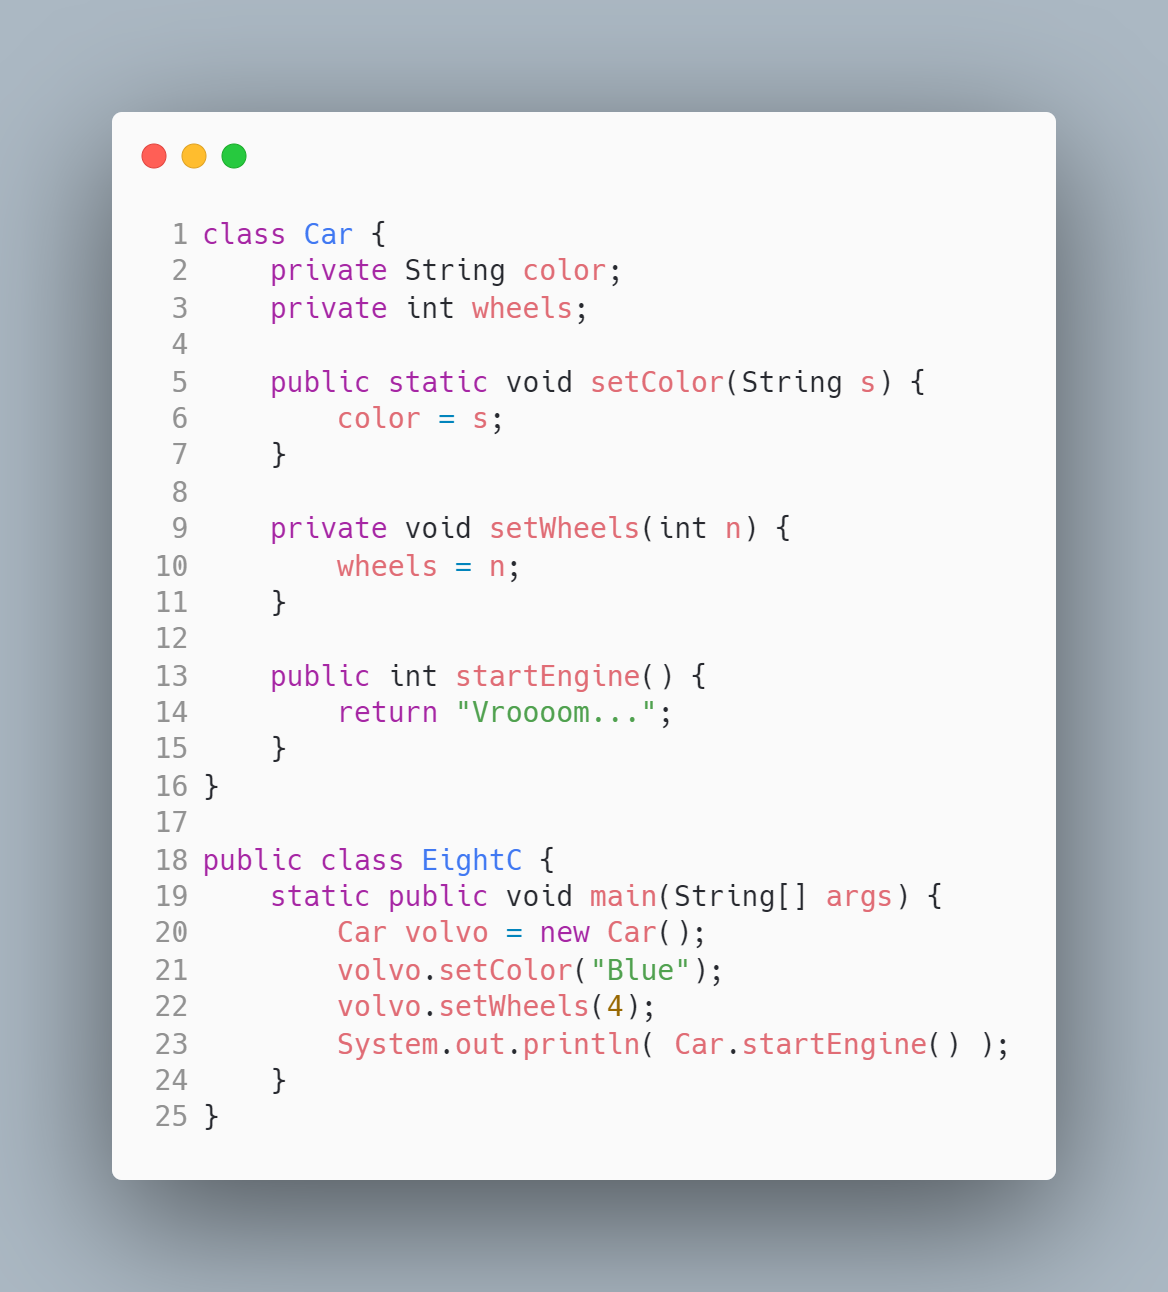 1 class Car {
2     private String color;
3     private int wheels;
4
5     public static void setColor(String s) {
6         color = s;
7     }
8
9     private void setWheels(int n) {
10         wheels = n;
11     }
12
13     public int startEngine() {
14         return "Vroooom...";
15     }
16 }
17
18 public class EightC {
19     static public void main(String[] args) {
20         Car volvo = new Car();
21         volvo.setColor("Blue");
22         volvo.setWheels(4);
23         System.out.println( Car.startEngine() );
24     }
25 }